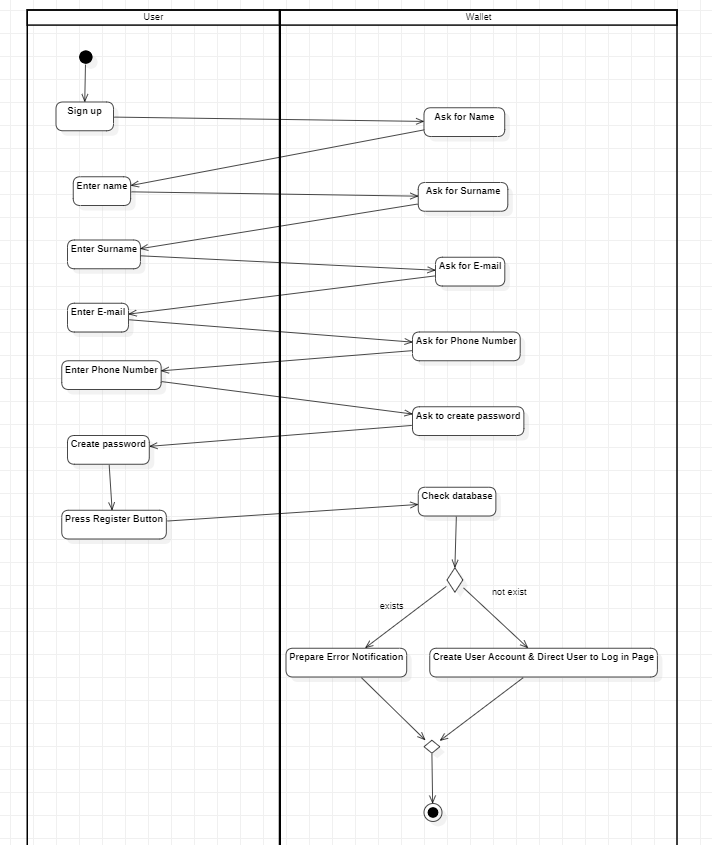 User
Wallet
Sign up
Ask for Name
Enter name
Ask for Surname
Enter Surname
Ask for E-mail
Enter E-mail
Ask for Phone Number
Enter Phone Number
Ask to create password
Create password
Check database
Press Register Button
not exist
exists
Prepare Error Notification
Create User Account & Direct User to Log in Page